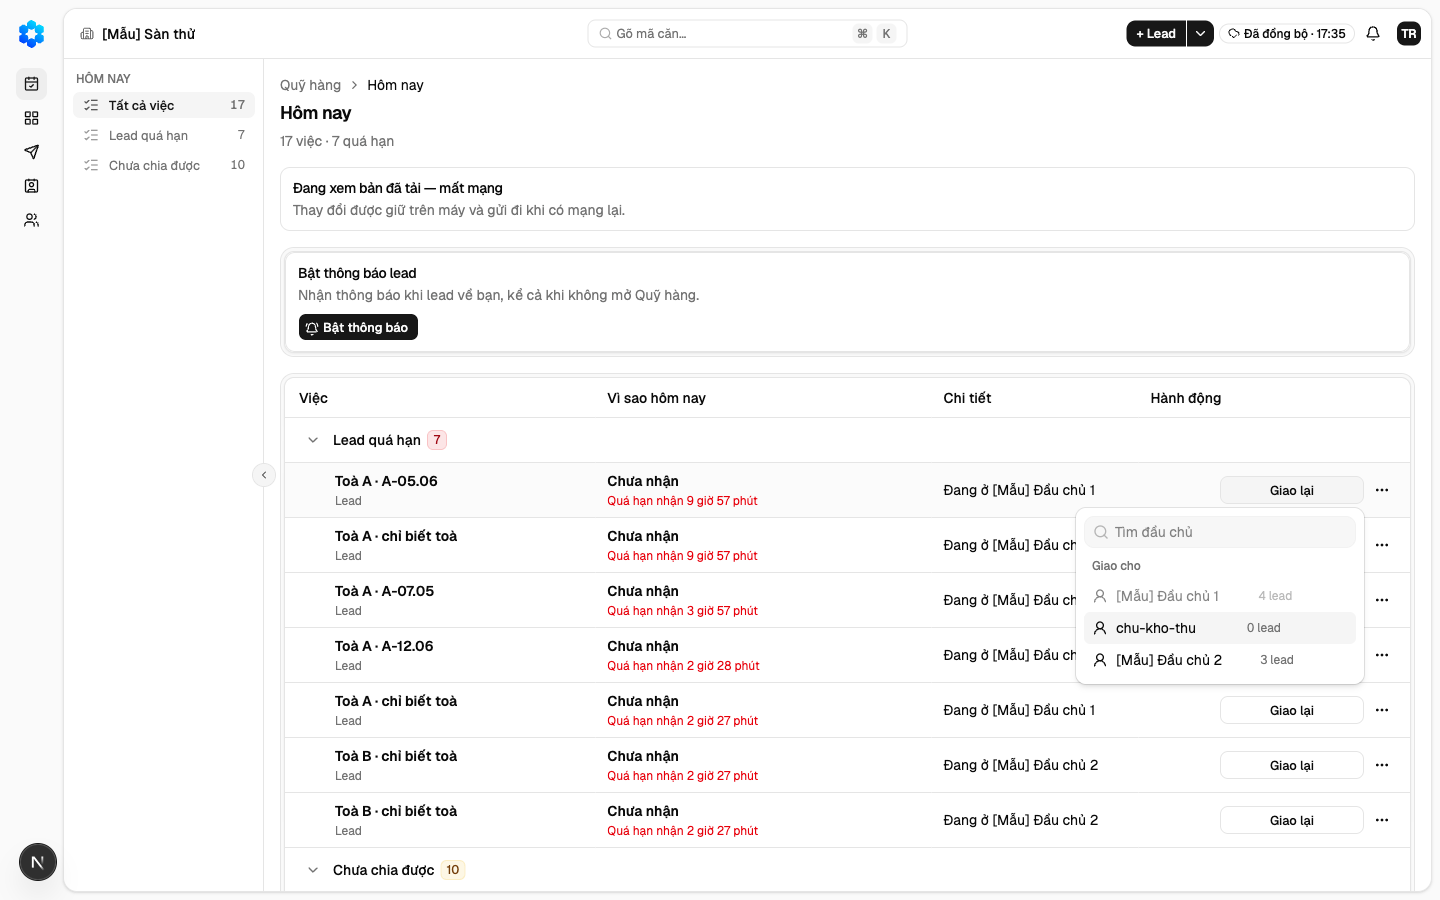 [Mẫu] Sàn thử
Gõ mã căn...
⌘ K
+ Lead
Đã đồng bộ · 17:35
TR
HÔM NAY
Tất cả việc 17
Lead quá hạn 7
Chưa chia được 10
Quỹ hàng > Hôm nay
Hôm nay
17 việc · 7 quá hạn
Đang xem bản đã tải — mất mạng
Thay đổi được giữ trên máy và gửi đi khi có mạng lại.
Bật thông báo lead
Nhận thông báo khi lead về bạn, kể cả khi không mở Quỹ hàng.
Bật thông báo
Việc Vì sao hôm nay Chi tiết Hành động
Lead quá hạn 7
Toà A · A-05.06 Chưa nhận
Lead Quá hạn nhận 9 giờ 57 phút
Đang ở [Mẫu] Đầu chủ 1 Giao lại
Toà A · chỉ biết toà Chưa nhận
Lead Quá hạn nhận 9 giờ 57 phút
Đang ở [Mẫu] Đầu ch
Toà A · A-07.05 Chưa nhận
Lead Quá hạn nhận 3 giờ 57 phút
Đang ở [Mẫu] Đầu ch
Toà A · A-12.06 Chưa nhận
Lead Quá hạn nhận 2 giờ 28 phút
Đang ở [Mẫu] Đầu ch
Toà A · chỉ biết toà Chưa nhận
Lead Quá hạn nhận 2 giờ 27 phút
Đang ở [Mẫu] Đầu chủ 1 Giao lại
Toà B · chỉ biết toà Chưa nhận
Lead Quá hạn nhận 2 giờ 27 phút
Đang ở [Mẫu] Đầu chủ 2 Giao lại
Toà B · chỉ biết toà Chưa nhận
Lead Quá hạn nhận 2 giờ 27 phút
Đang ở [Mẫu] Đầu chủ 2 Giao lại
Chưa chia được 10
Tìm đầu chủ
Giao cho
[Mẫu] Đầu chủ 1 4 lead
chu-kho-thu 0 lead
[Mẫu] Đầu chủ 2 3 lead
N